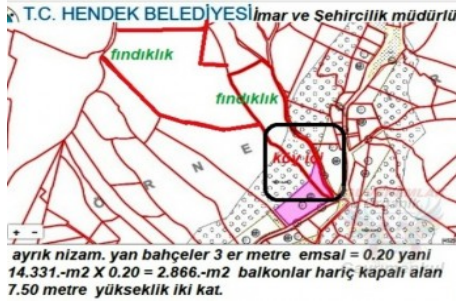 T.C. HENDEK BELEDİYESİ imar ve Şehircilik müdürlü
fındıklık
fındıklık
köy içi
Ö R N E
R
ayrık nizam. yan bahçeler 3 er metre emsal = 0.20 yani
14.331.-m2 X 0.20 = 2.866.-m2 balkonlar hariç kapalı alan
7.50 metre yükseklik iki kat.